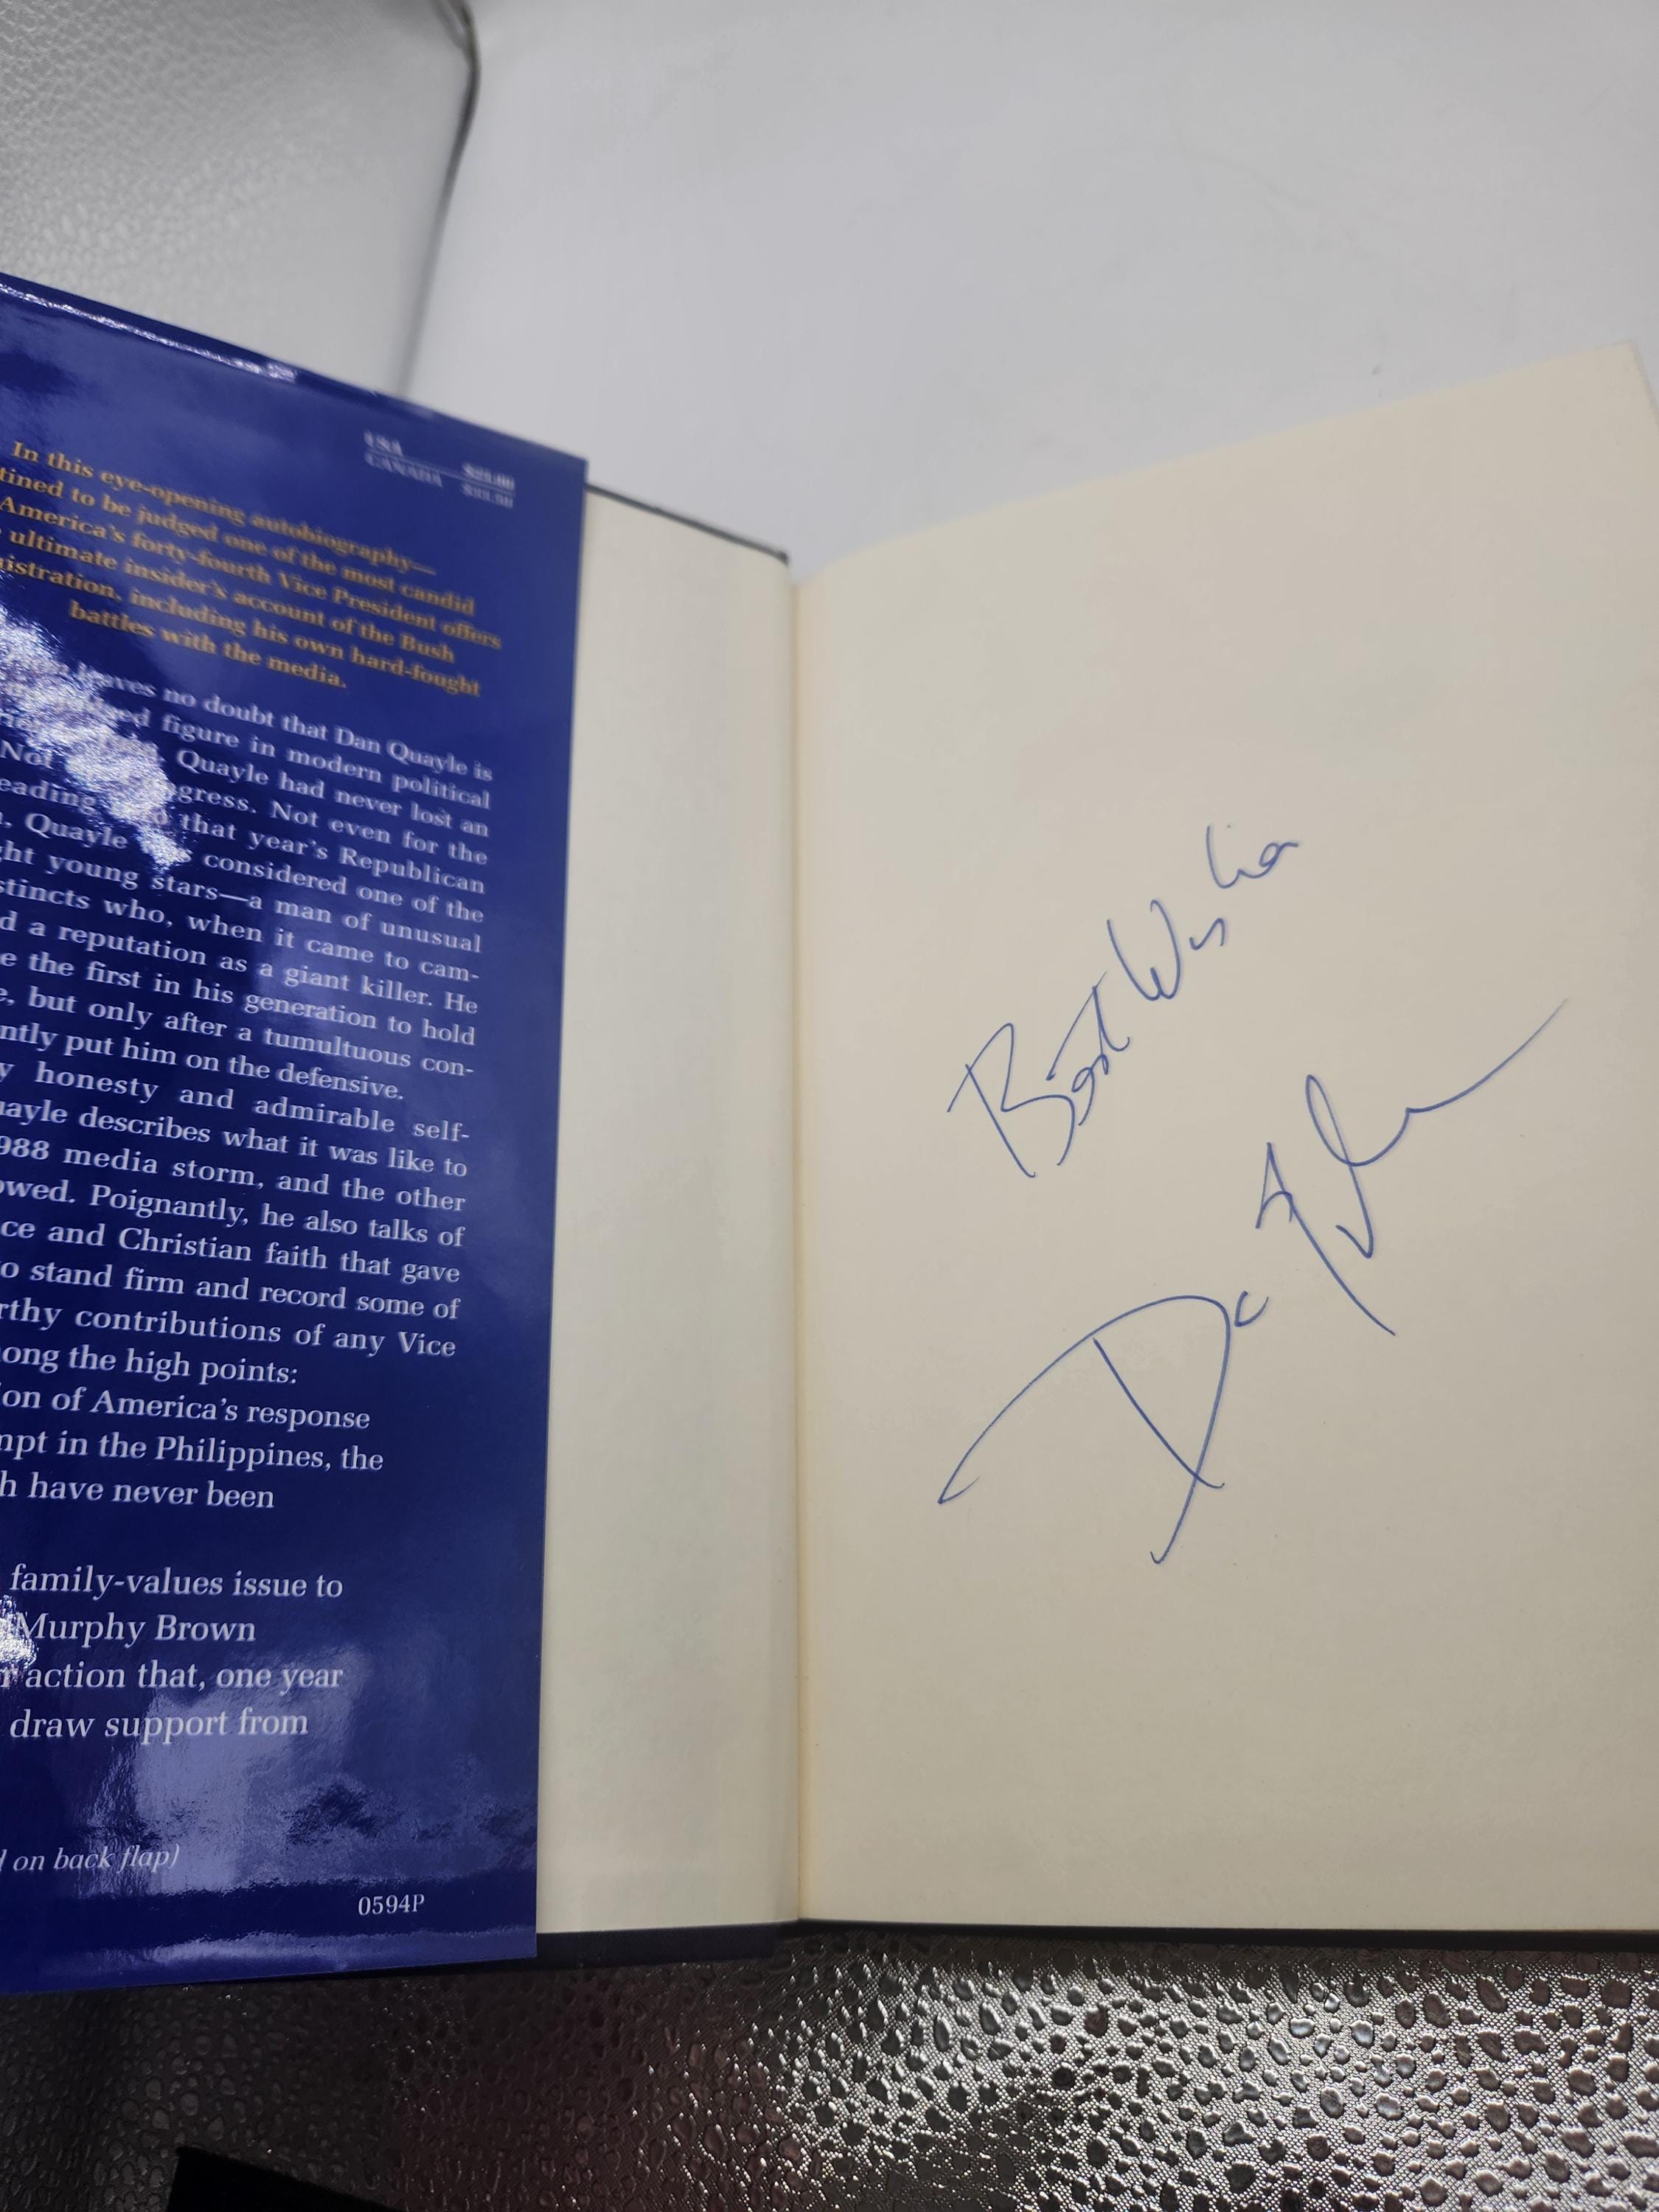 USA $25.00
CANADA
In this eye-opening autobiography—
tined to be judged one of the most candid
America's forty-fourth Vice President offers
ultimate insider's account of the Bush
istration, including his own hard-fought
battles with the media.
no doubt that Dan Quayle is
figure in modern political
Quayle had never lost an
gress. Not even for the
eading that year's Republican
Quayle considered one of the
ght young stars—a man of unusual
stincts who, when it came to cam-
d a reputation as a giant killer. He
e the first in his generation to hold
e, but only after a tumultuous con-
ntly put him on the defensive.
y honesty and admirable self-
uayle describes what it was like to
988 media storm, and the other
owed. Poignantly, he also talks of
ce and Christian faith that gave
o stand firm and record some of
rthy contributions of any Vice
ong the high points:
ion of America's response
mpt in the Philippines, the
h have never been
family-values issue to
Murphy Brown
action that, one year
draw support from
on back flap)
0594P
Best Wishes